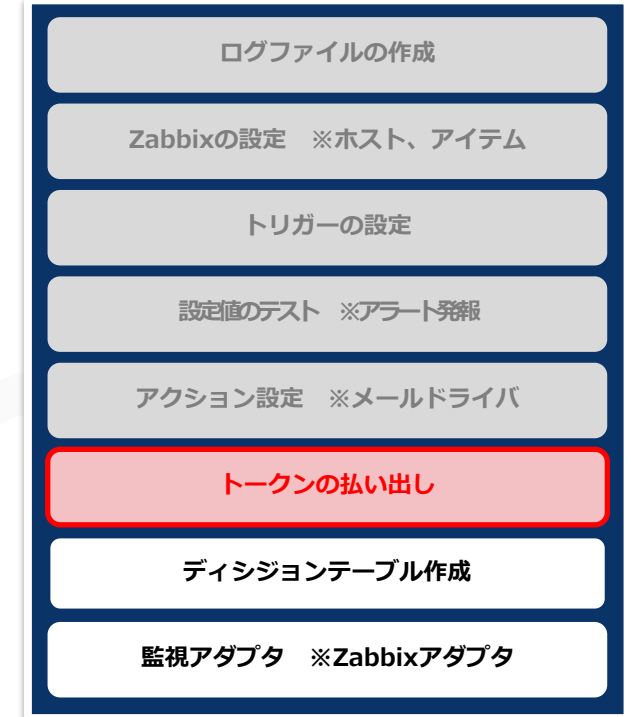 ログファイルの作成
Zabbixの設定　※ホスト、アイテム
トリガーの設定
設定値のテスト　※アラート発報
アクション設定　※メールドライバ
トークンの払い出し
ディシジョンテーブル作成
監視アダプタ　※Zabbixアダプタ